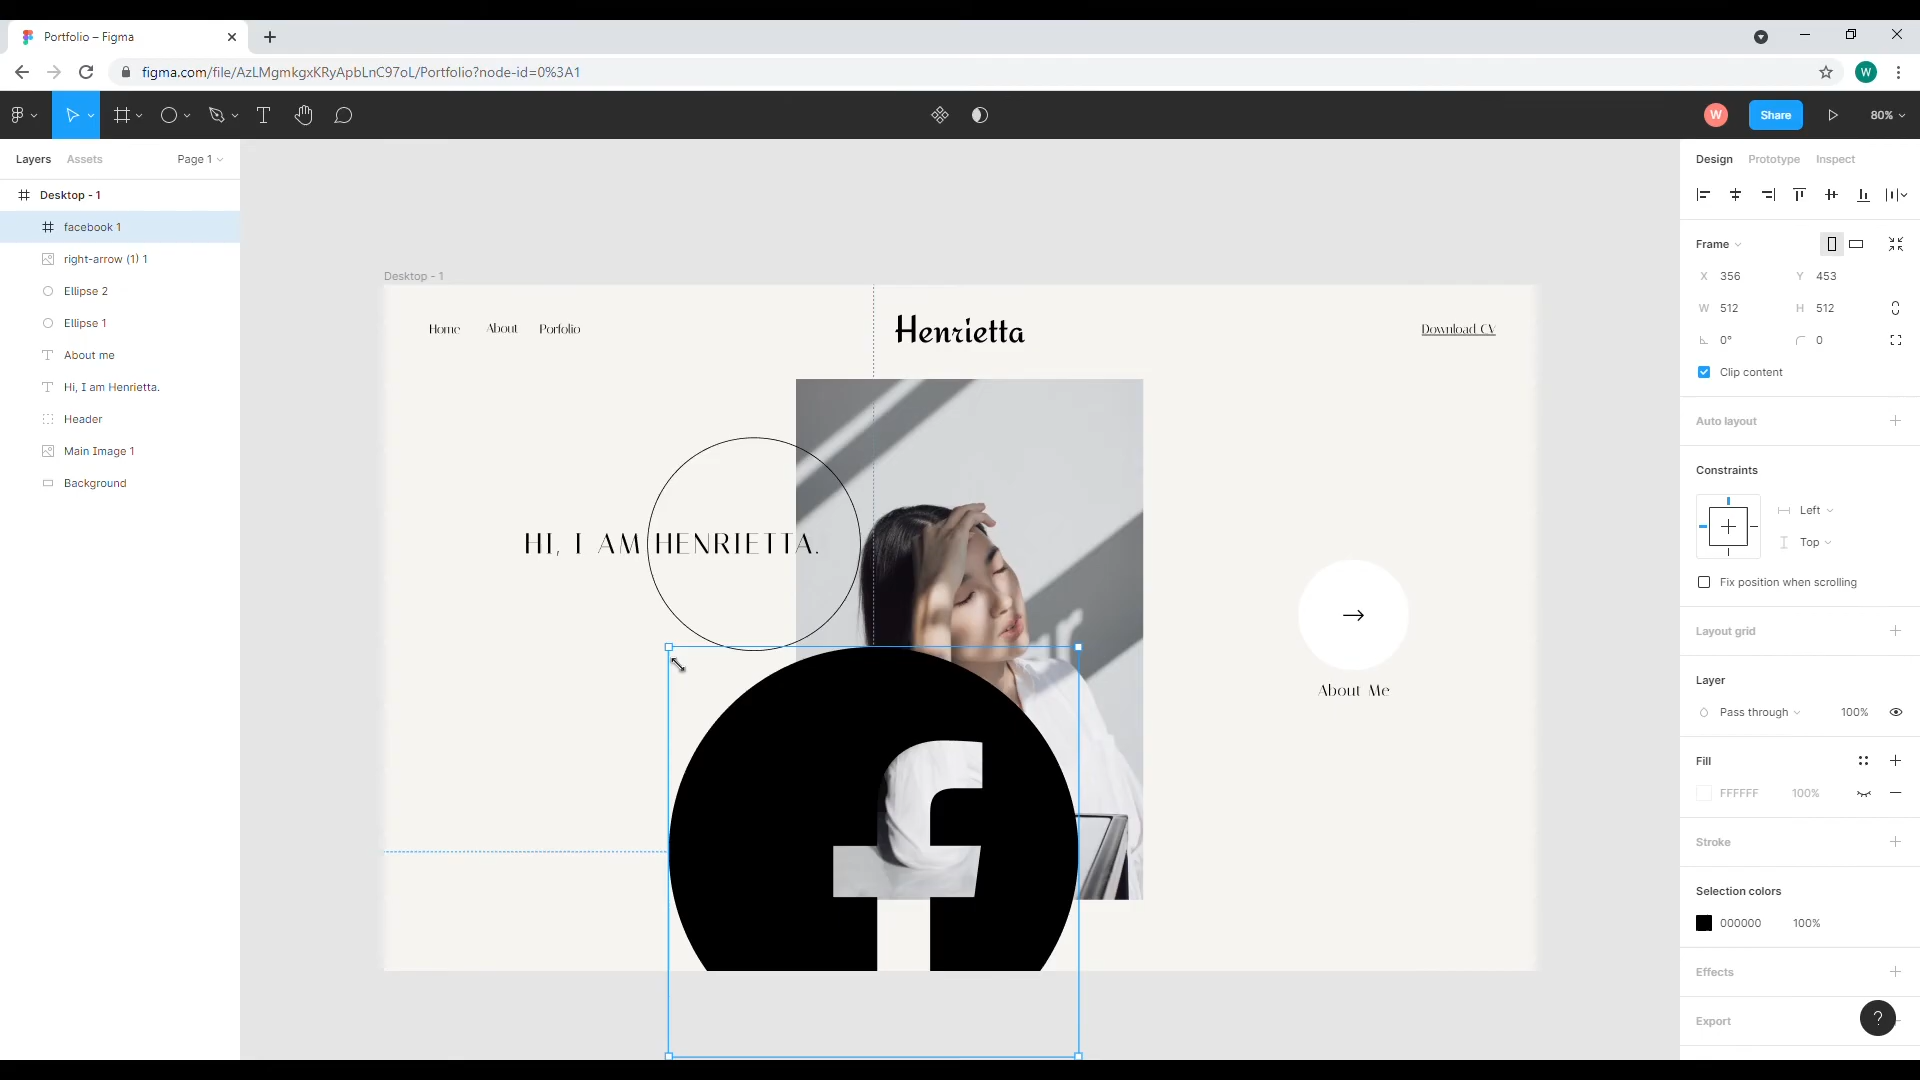 Portfolio – Figma
figma.com/file/AzLMgmkgxKRyApbLnC97oL/Portfolio?node-id=0%3A1
W
W
Share
80%
Layers
Assets
Page 1
Desktop - 1
facebook 1
right-arrow (1) 1
Ellipse 2
Ellipse 1
About me
Hi, I am Henrietta.
Header
Main Image 1
Background
Desktop - 1
Home
About
Porfolio
Henrietta
Download CV
HI, I AM HENRIETTA.
About Me
Design
Prototype
Inspect
Frame
X 356
Y 453
W 512
H 512
0°
0
Clip content
Auto layout
Constraints
Left
Top
Fix position when scrolling
Layout grid
Layer
Pass through
100%
Fill
FFFFFF
100%
Stroke
Selection colors
000000
100%
Effects
Export
?